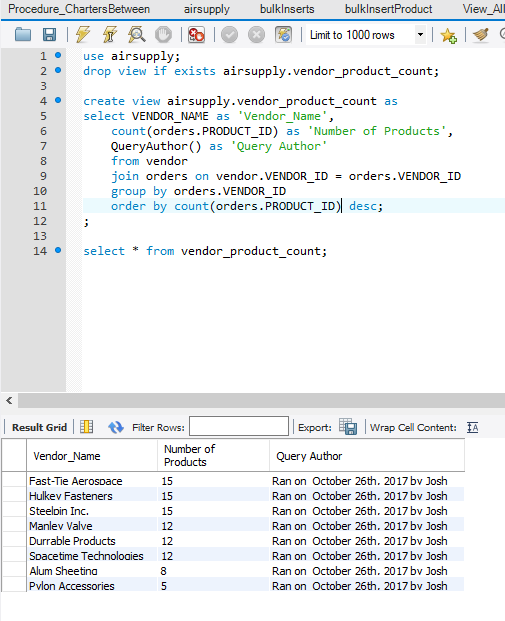 Procedure_ChartersBetween airsupply bulkInserts bulkInsertProduct View_All
Limit to 1000 rows
1 use airsupply;
2 drop view if exists airsupply.vendor_product_count;
3
4 create view airsupply.vendor_product_count as
5 select VENDOR_NAME as 'Vendor_Name',
6 count(orders.PRODUCT_ID) as 'Number of Products',
7 QueryAuthor() as 'Query Author'
8 from vendor
9 join orders on vendor.VENDOR_ID = orders.VENDOR_ID
10 group by orders.VENDOR_ID
11 order by count(orders.PRODUCT_ID) desc;
12 ;
13
14 select * from vendor_product_count;
Result Grid Filter Rows: Export: Wrap Cell Content: IA
Vendor_Name Number of Products Query Author
Fast-Tie Aerospace 15 Ran on October 26th, 2017 by Josh
Hulkey Fasteners 15 Ran on October 26th, 2017 by Josh
Steelpin Inc. 15 Ran on October 26th, 2017 by Josh
Manley Valve 12 Ran on October 26th, 2017 by Josh
Durrable Products 12 Ran on October 26th, 2017 by Josh
Spacetime Technologies 12 Ran on October 26th, 2017 by Josh
Alum Sheeting 8 Ran on October 26th, 2017 by Josh
Pylon Accessories 5 Ran on October 26th, 2017 by Josh